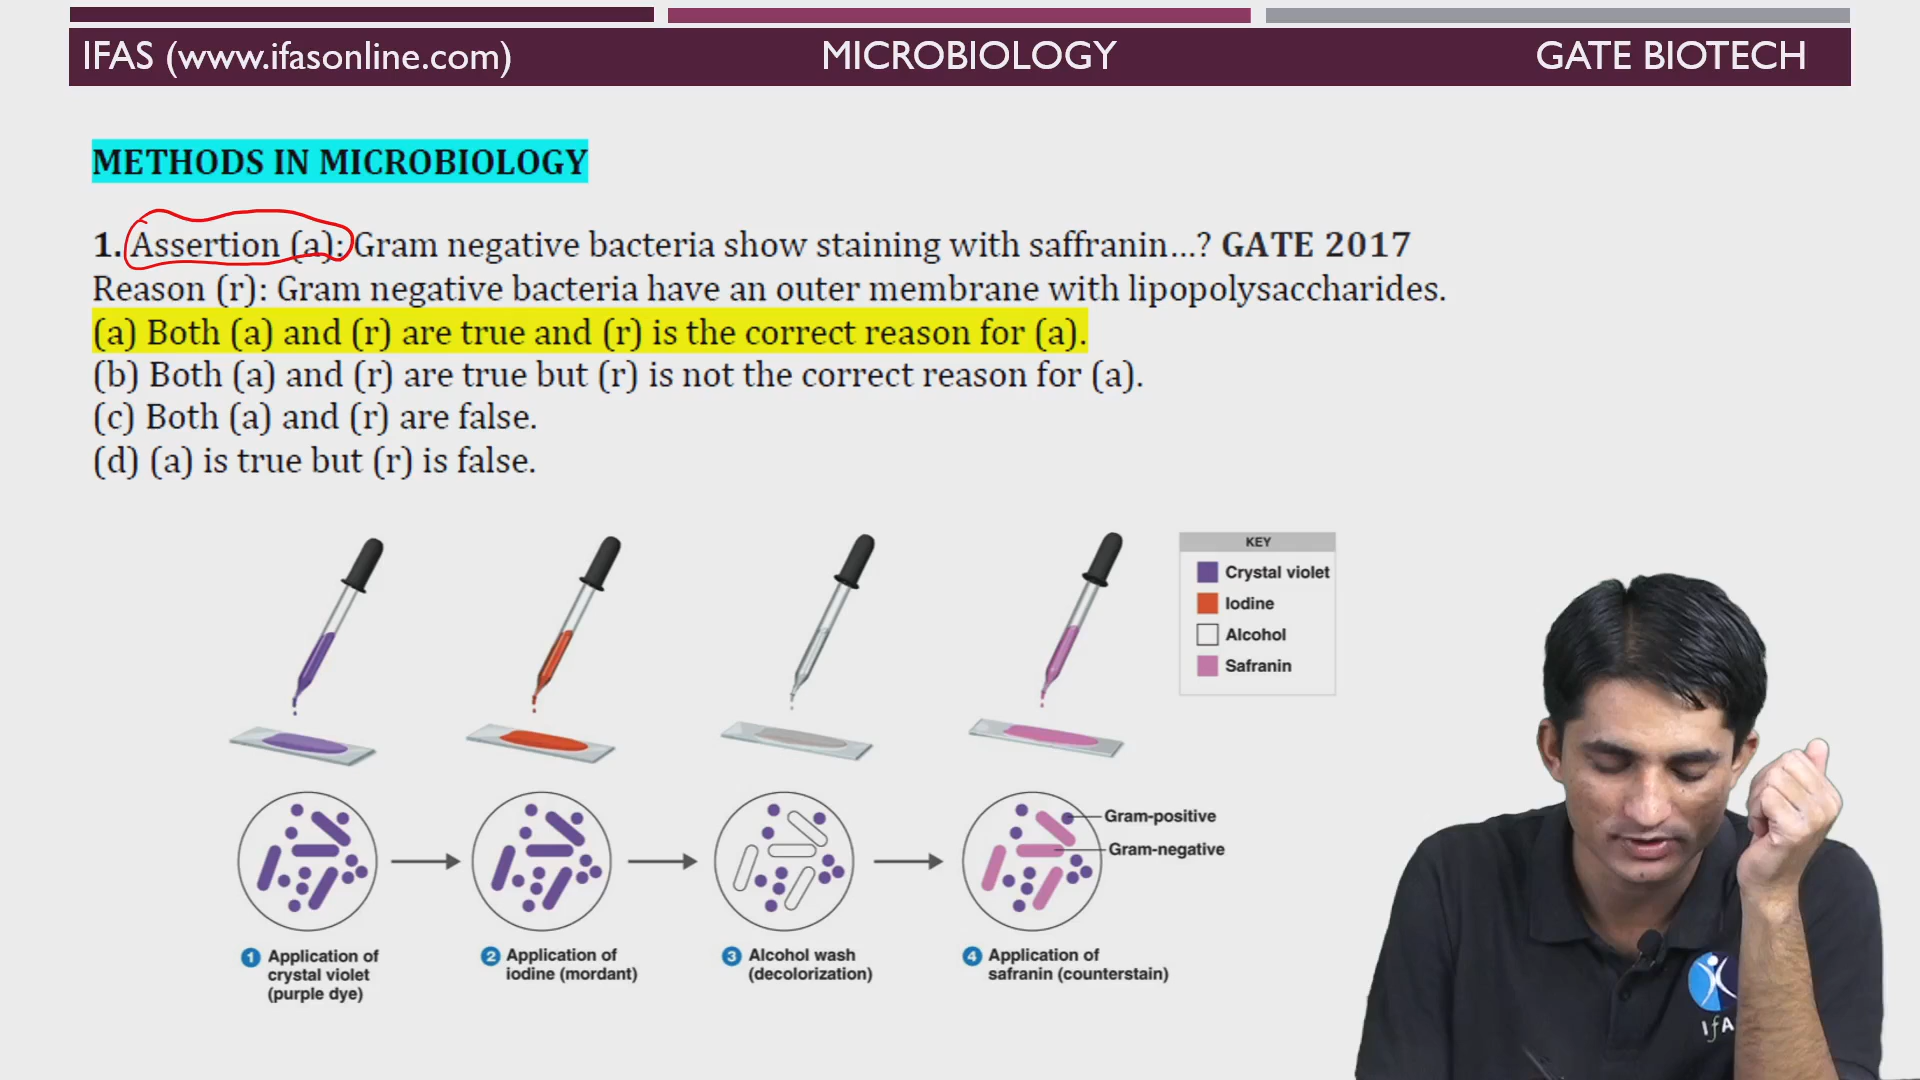 IFAS (www.ifasonline.com) MICROBIOLOGY GATE BIOTECH
METHODS IN MICROBIOLOGY
1. Assertion (a): Gram negative bacteria show staining with saffranin...? GATE 2017
Reason (r): Gram negative bacteria have an outer membrane with lipopolysaccharides.
(a) Both (a) and (r) are true and (r) is the correct reason for (a).
(b) Both (a) and (r) are true but (r) is not the correct reason for (a).
(c) Both (a) and (r) are false.
(d) (a) is true but (r) is false.
KEY
Crystal violet
Iodine
Alcohol
Safranin
Gram-positive
Gram-negative
1 Application of
crystal violet
(purple dye)
2 Application of
iodine (mordant)
3 Alcohol wash
(decolorization)
4 Application of
safranin (counterstain)
IfA